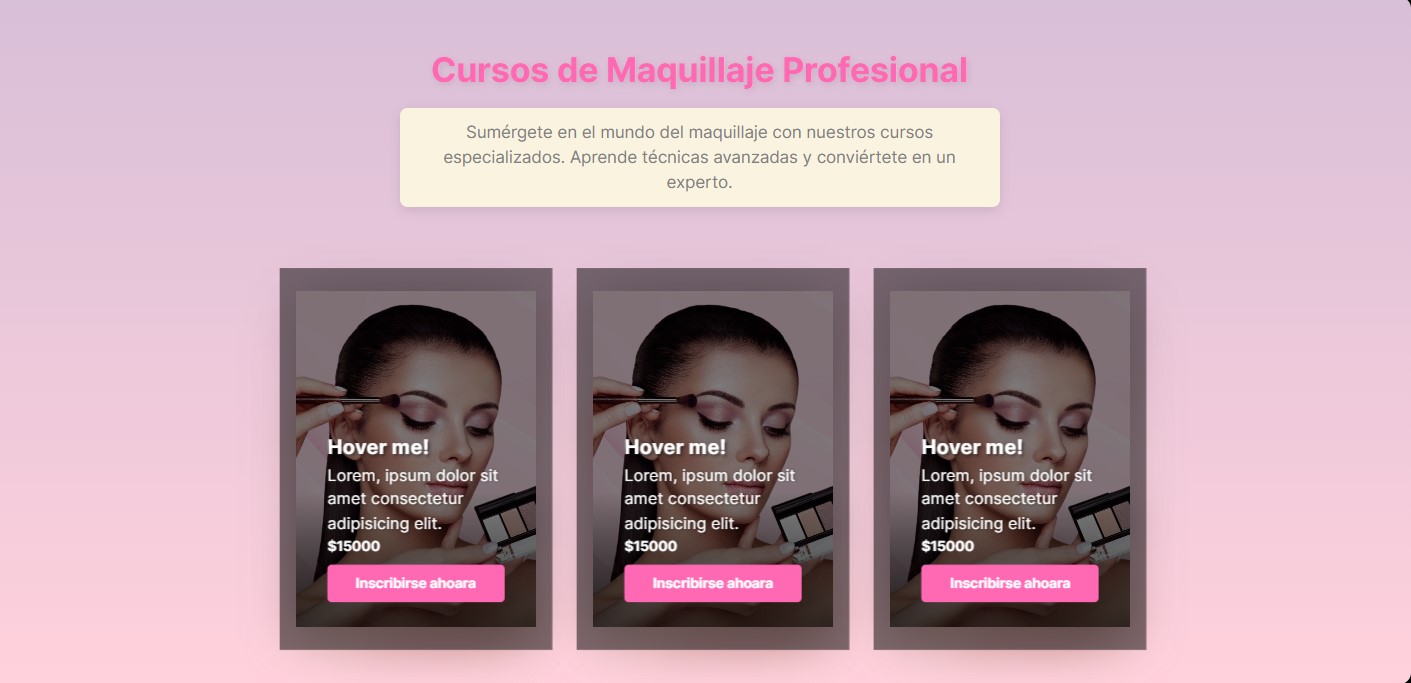 Cursos de Maquillaje Profesional
Sumérgete en el mundo del maquillaje con nuestros cursos
especializados. Aprende técnicas avanzadas y conviértete en un
experto.
Hover me!
Lorem, ipsum dolor sit
amet consectetur
adipisicing elit.
$15000
Inscribirse ahoara
Hover me!
Lorem, ipsum dolor sit
amet consectetur
adipisicing elit.
$15000
Inscribirse ahoara
Hover me!
Lorem, ipsum dolor sit
amet consectetur
adipisicing elit.
$15000
Inscribirse ahoara